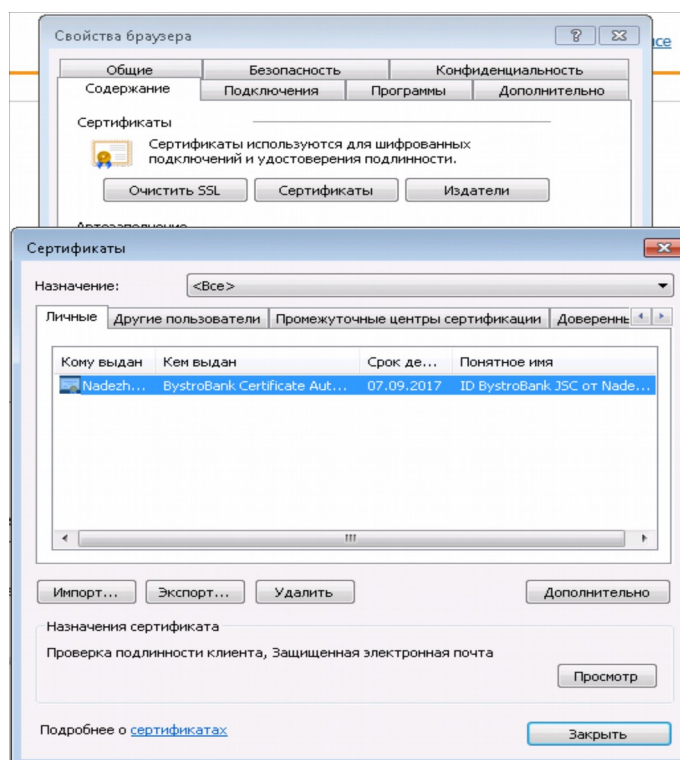 Свойства браузера
Общие Безопасность Конфиденциальность
Содержание Подключения Программы Дополнительно
Сертификаты
Сертификаты используются для шифрованных
подключений и удостоверения подлинности.
Очистить SSL Сертификаты Издатели
Автозаполнение
Сертификаты
Назначение: <Все>
Личные Другие пользователи Промежуточные центры сертификации Доверенны
Кому выдан Кем выдан Срок де... Понятное имя
Nadezh... BystroBank Certificate Aut... 07.09.2017 ID BystroBank JSC от Nade...
Импорт... Экспорт... Удалить Дополнительно
Назначения сертификата
Проверка подлинности клиента, Защищенная электронная почта
Просмотр
Подробнее о сертификатах
Закрыть